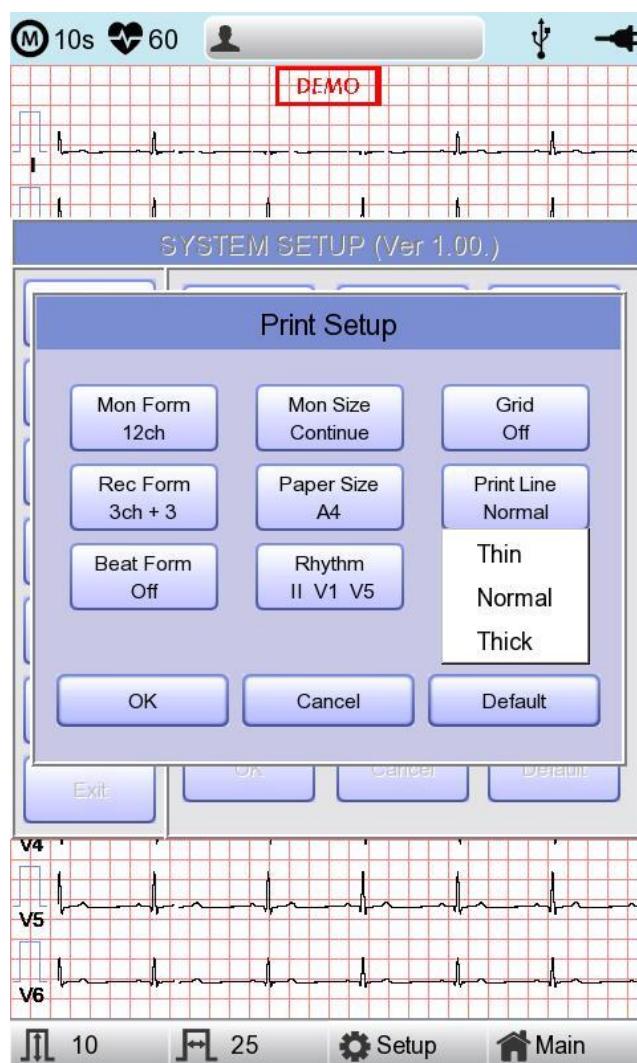 M 10s 60
DEMO
I
SYSTEM SETUP (Ver 1.00.)
Print Setup
Mon Form
12ch
Mon Size
Continue
Grid
Off
Rec Form
3ch + 3
Paper Size
A4
Print Line
Normal
Beat Form
Off
Rhythm
II V1 V5
Thin
Normal
Thick
OK
Cancel
Default
Exit
OK
Cancel
Default
V4
V5
V6
10
25
Setup
Main